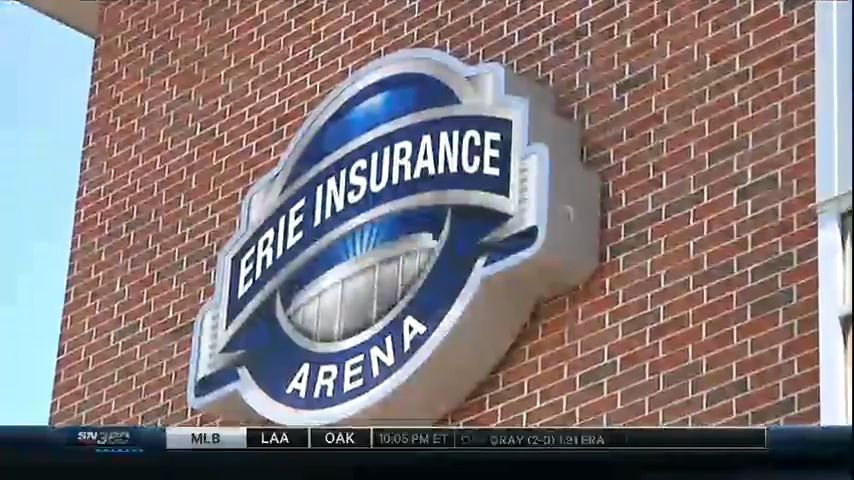 ERIE INSURANCE
ARENA
SN360
MLB LAA OAK 10:05 PM ET GRAY (2-0) 1.21 ERA